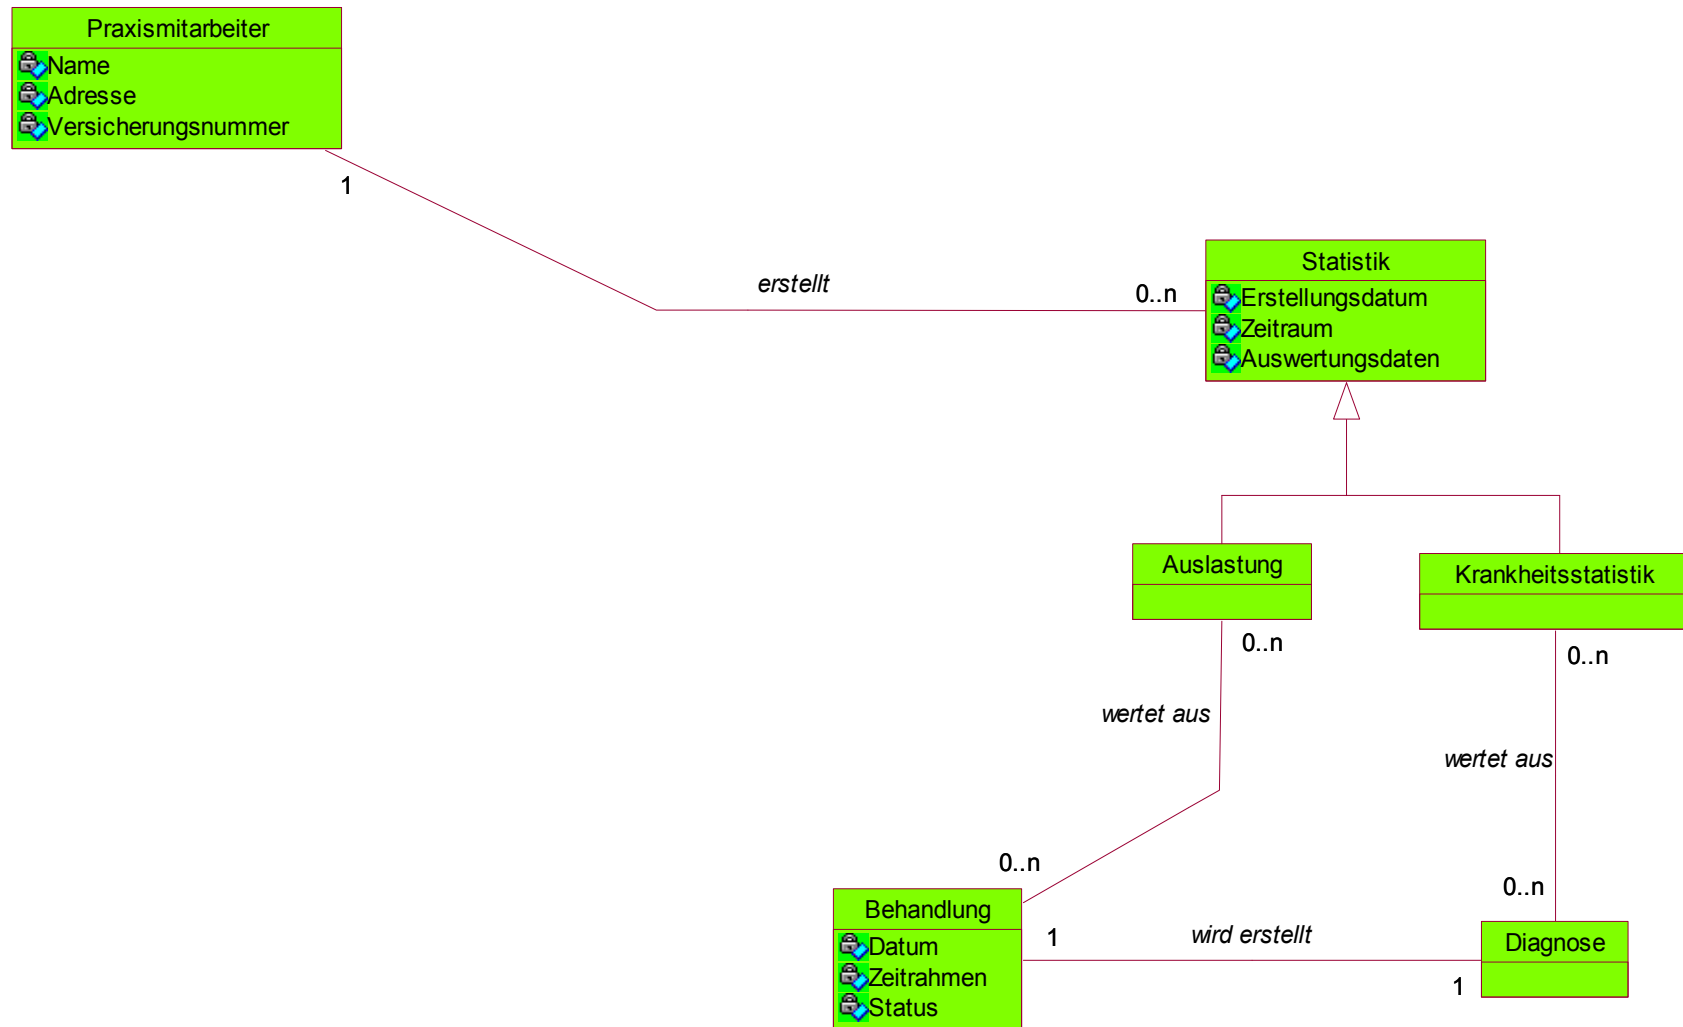 Praxismitarbeiter
Name
Adresse
Versicherungsnummer
1
erstellt
0..n
Statistik
Erstellungsdatum
Zeitraum
Auswertungsdaten
Auslastung
Krankheitsstatistik
0..n
0..n
wertet aus
wertet aus
0..n
0..n
Behandlung
Datum
Zeitrahmen
Status
1
wird erstellt
1
Diagnose